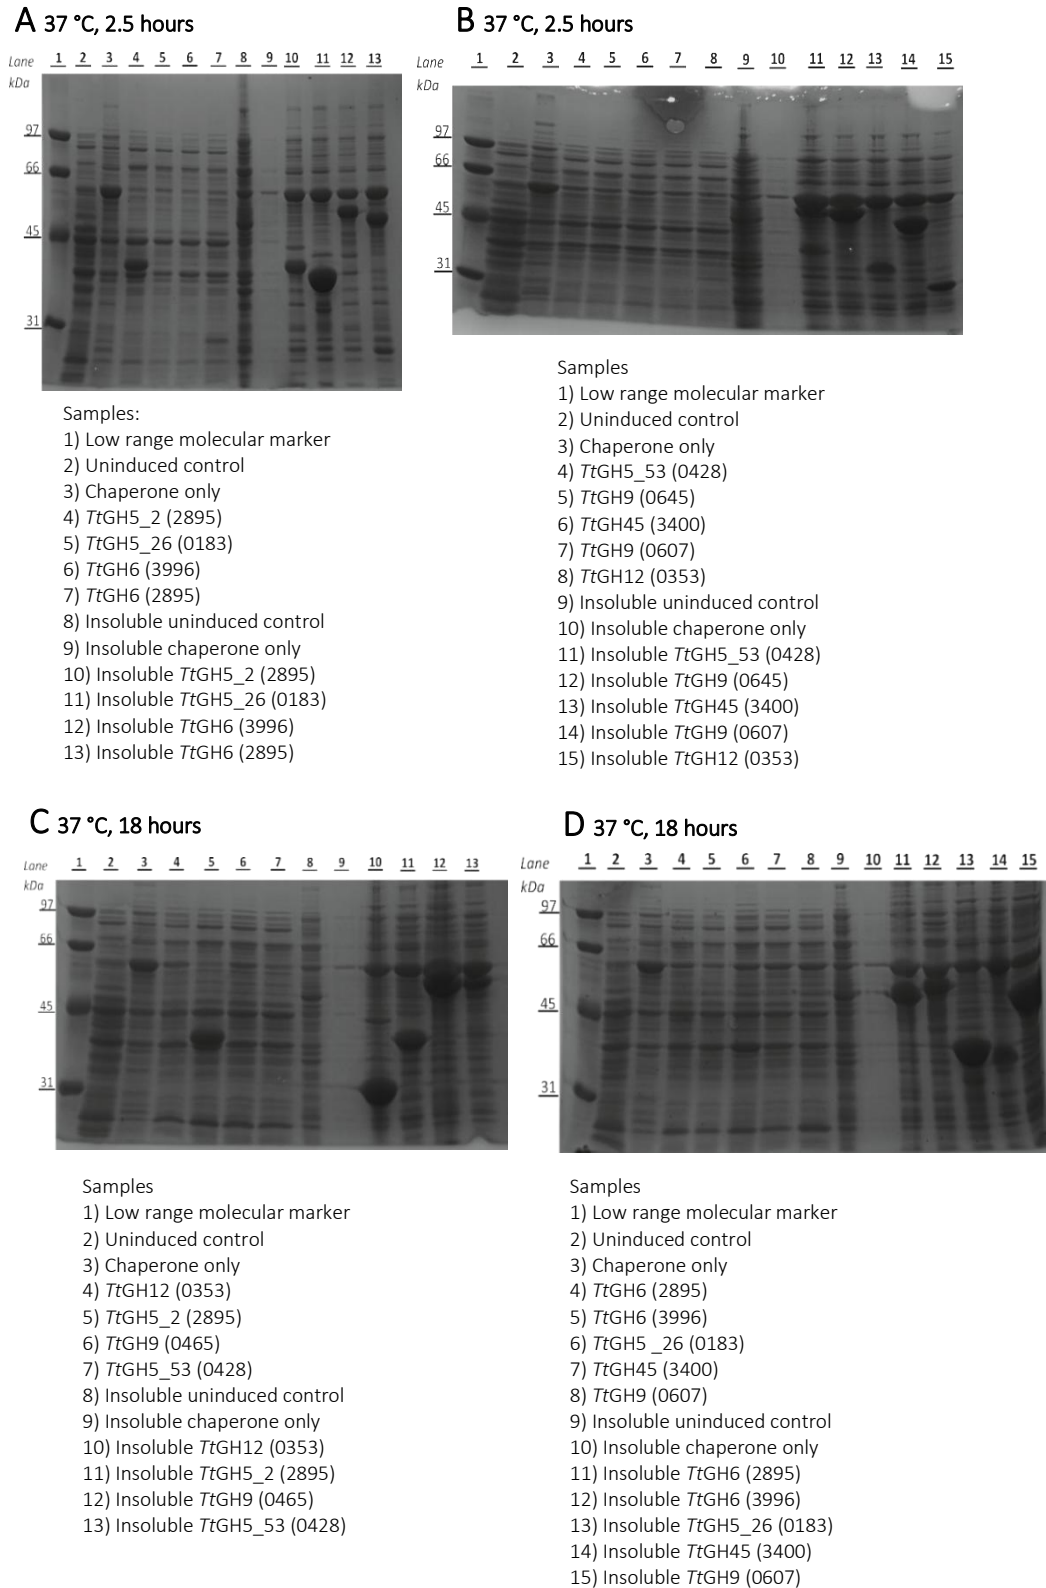 A 37 °C, 2.5 hours
Lane 1 2 3 4 5 6 7 8 9 10 11 12 13
kDa
97
66
45
31
Samples:
1) Low range molecular marker
2) Uninduced control
3) Chaperone only
4) TtGH5_2 (2895)
5) TtGH5_26 (0183)
6) TtGH6 (3996)
7) TtGH6 (2895)
8) Insoluble uninduced control
9) Insoluble chaperone only
10) Insoluble TtGH5_2 (2895)
11) Insoluble TtGH5_26 (0183)
12) Insoluble TtGH6 (3996)
13) Insoluble TtGH6 (2895)
B 37 °C, 2.5 hours
Lane 1 2 3 4 5 6 7 8 9 10 11 12 13 14 15
kDa
97
66
45
31
Samples
1) Low range molecular marker
2) Uninduced control
3) Chaperone only
4) TtGH5_53 (0428)
5) TtGH9 (0645)
6) TtGH45 (3400)
7) TtGH9 (0607)
8) TtGH12 (0353)
9) Insoluble uninduced control
10) Insoluble chaperone only
11) Insoluble TtGH5_53 (0428)
12) Insoluble TtGH9 (0645)
13) Insoluble TtGH45 (3400)
14) Insoluble TtGH9 (0607)
15) Insoluble TtGH12 (0353)
C 37 °C, 18 hours
Lane 1 2 3 4 5 6 7 8 9 10 11 12 13
kDa
97
66
45
31
Samples
1) Low range molecular marker
2) Uninduced control
3) Chaperone only
4) TtGH12 (0353)
5) TtGH5_2 (2895)
6) TtGH9 (0465)
7) TtGH5_53 (0428)
8) Insoluble uninduced control
9) Insoluble chaperone only
10) Insoluble TtGH12 (0353)
11) Insoluble TtGH5_2 (2895)
12) Insoluble TtGH9 (0465)
13) Insoluble TtGH5_53 (0428)
D 37 °C, 18 hours
Lane 1 2 3 4 5 6 7 8 9 10 11 12 13 14 15
kDa
97
66
45
31
Samples
1) Low range molecular marker
2) Uninduced control
3) Chaperone only
4) TtGH6 (2895)
5) TtGH6 (3996)
6) TtGH5 _26 (0183)
7) TtGH45 (3400)
8) TtGH9 (0607)
9) Insoluble uninduced control
10) Insoluble chaperone only
11) Insoluble TtGH6 (2895)
12) Insoluble TtGH6 (3996)
13) Insoluble TtGH5_26 (0183)
14) Insoluble TtGH45 (3400)
15) Insoluble TtGH9 (0607)